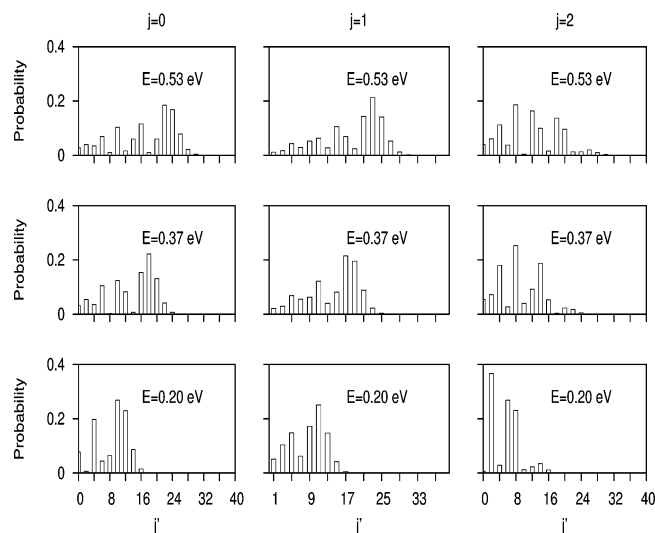 j=0 j=1 j=2
0.4
Probability
0.2
0
E=0.53 eV E=0.53 eV E=0.53 eV
0.4
Probability
0.2
0
E=0.37 eV E=0.37 eV E=0.37 eV
0.4
Probability
0.2
0
E=0.20 eV E=0.20 eV E=0.20 eV
0 8 16 24 32 40 1 9 17 25 33 0 8 16 24 32 40
j' j' j'